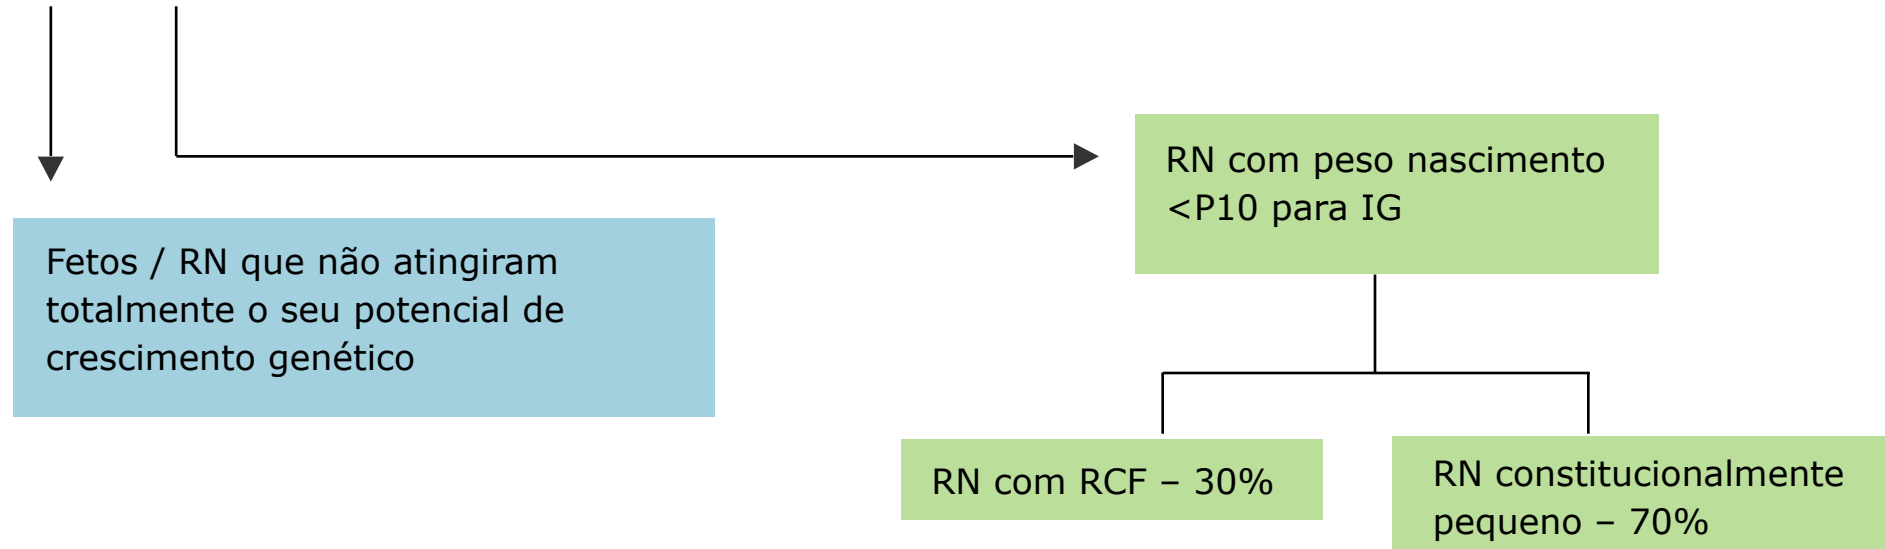 RN com peso nascimento
<P10 para IG
Fetos / RN que não atingiram
totalmente o seu potencial de
crescimento genético
RN com RCF – 30%
RN constitucionalmente
pequeno – 70%